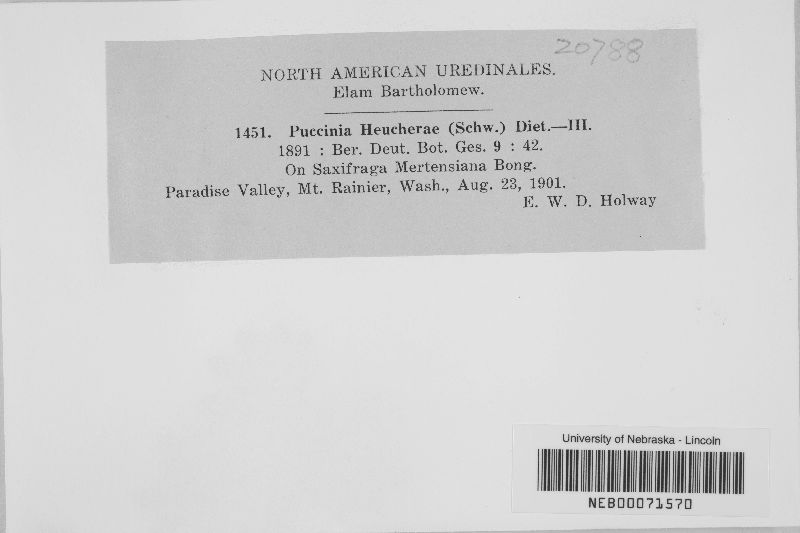 20788
NORTH AMERICAN UREDINALES.
Elam Bartholomew.
1451. Puccinia Heucherae (Schw.) Diet.—III.
1891 : Ber. Deut. Bot. Ges. 9 : 42.
On Saxifraga Mertensiana Bong.
Paradise Valley, Mt. Rainier, Wash., Aug. 23, 1901.
E. W. D. Holway
University of Nebraska - Lincoln
NEB00071570